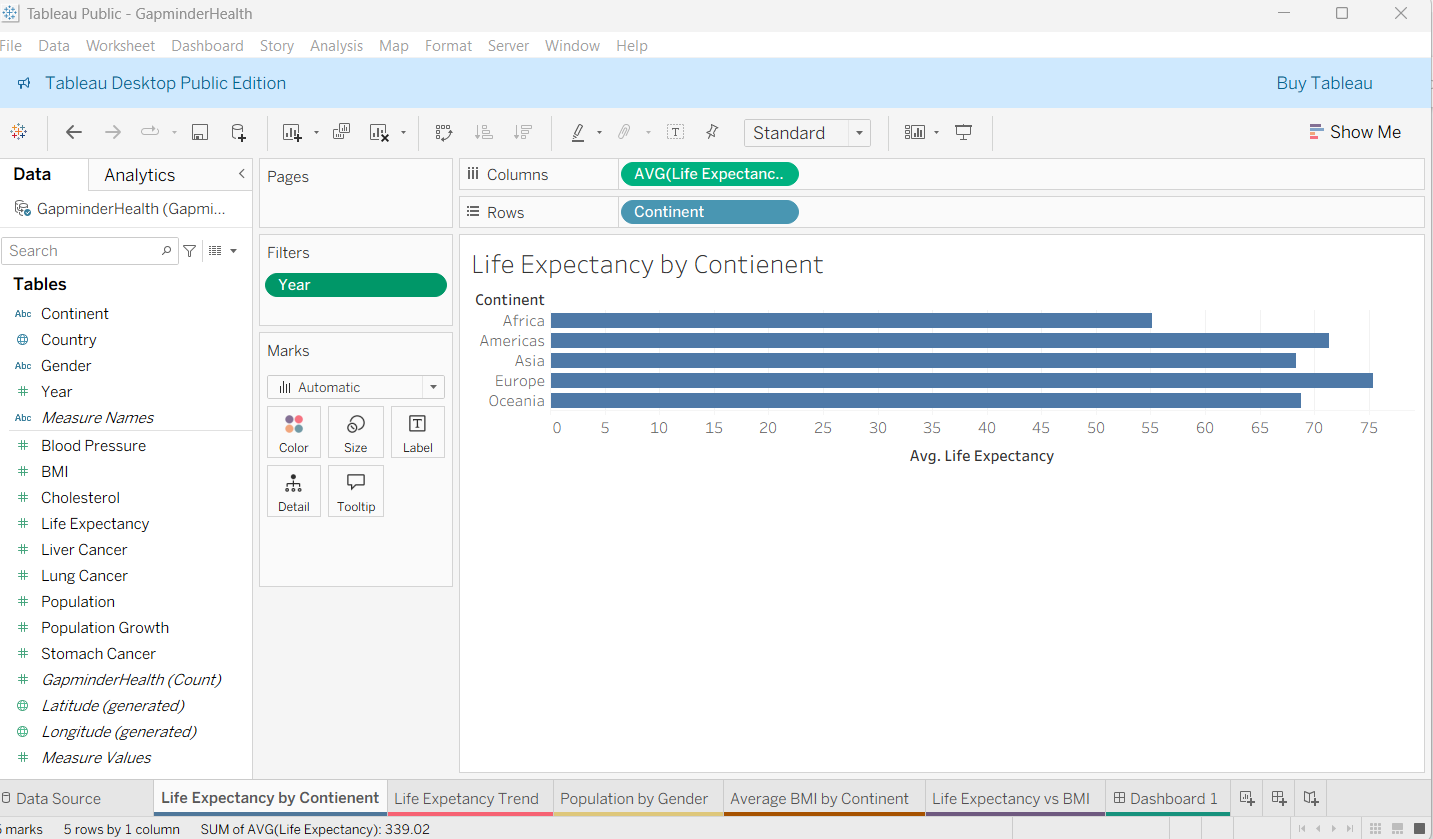 Tableau Public - GapminderHealth
File Data Worksheet Dashboard Story Analysis Map Format Server Window Help
Tableau Desktop Public Edition Buy Tableau
Standard Show Me
Data Analytics
GapminderHealth (Gapmi...
Search
Tables
Abc Continent
Country
Abc Gender
# Year
Abc Measure Names
# Blood Pressure
# BMI
# Cholesterol
# Life Expectancy
# Liver Cancer
# Lung Cancer
# Population
# Population Growth
# Stomach Cancer
# GapminderHealth (Count)
Latitude (generated)
Longitude (generated)
# Measure Values
Pages
Filters
Year
Marks
Automatic
Color Size T Label
Detail Tooltip
Columns AVG(Life Expectanc..
Rows Continent
Life Expectancy by Contienent
Continent
Africa
Americas
Asia
Europe
Oceania
0 5 10 15 20 25 30 35 40 45 50 55 60 65 70 75
Avg. Life Expectancy
Data Source Life Expectancy by Contienent Life Expetancy Trend Population by Gender Average BMI by Continent Life Expectancy vs BMI Dashboard 1
marks 5 rows by 1 column SUM of AVG(Life Expectancy): 339.02